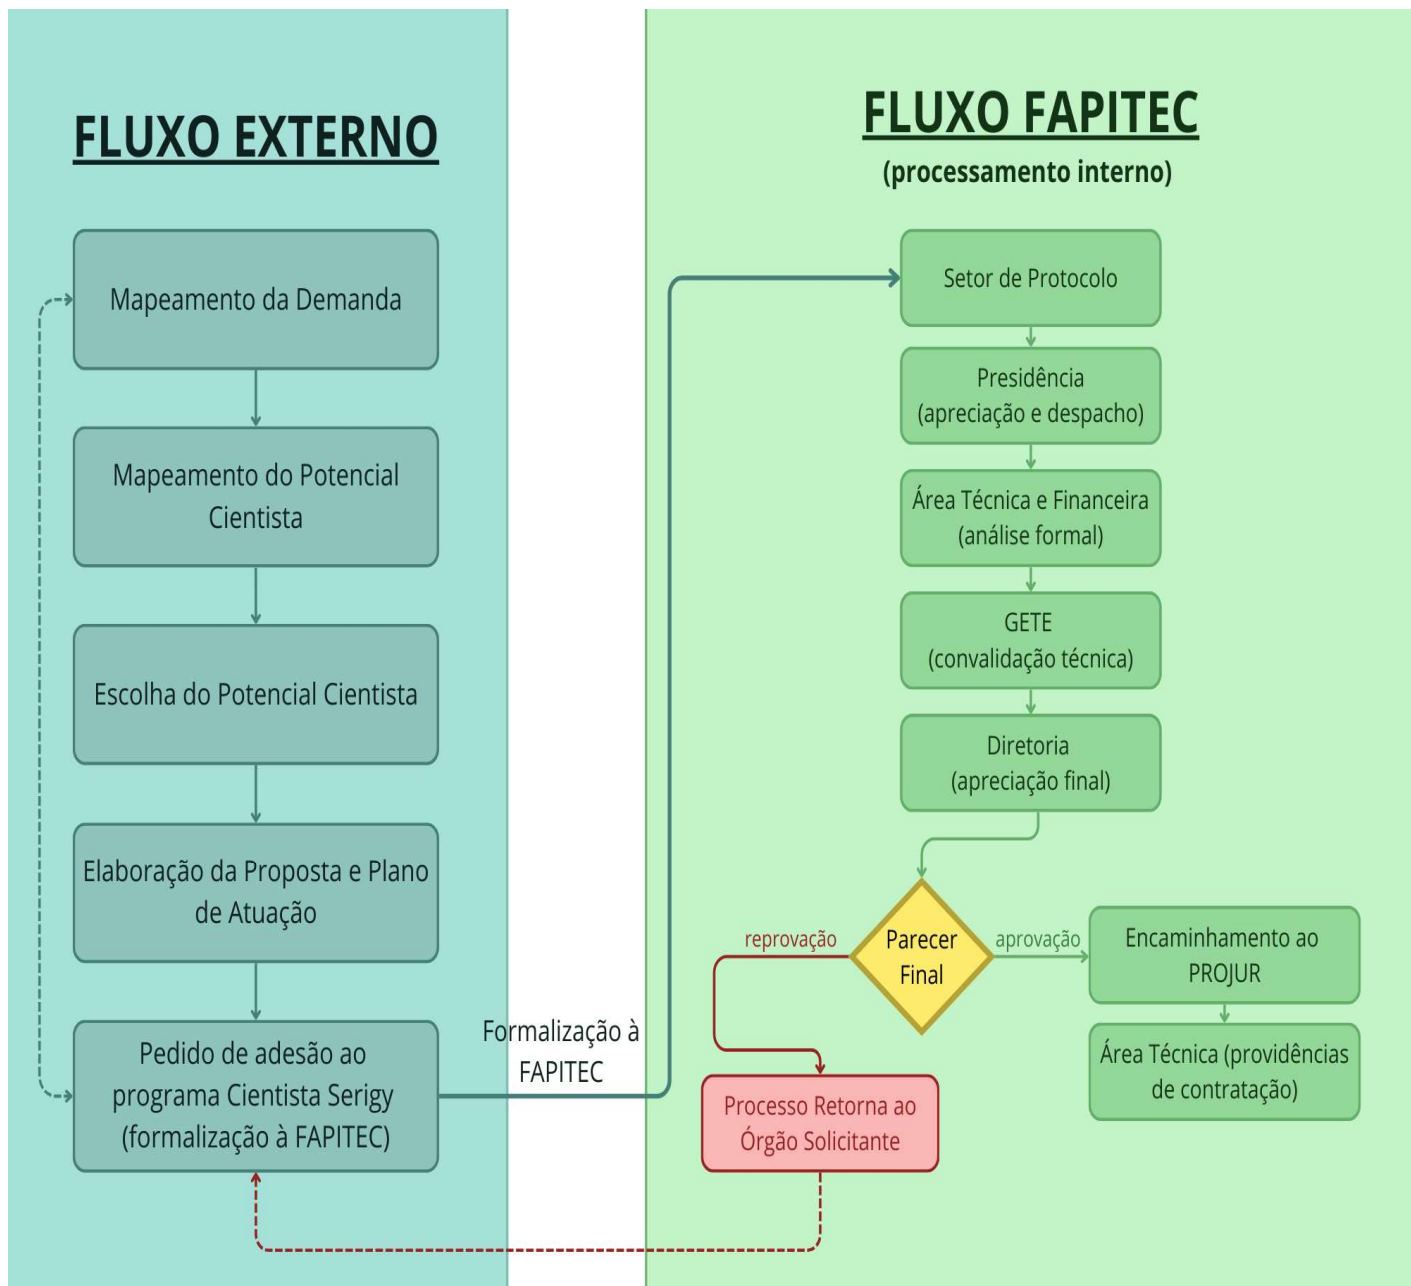 FLUXO EXTERNO
Mapeamento da Demanda
Mapeamento do Potencial
Cientista
Escolha do Potencial Cientista
Elaboração da Proposta e Plano
de Atuação
Pedido de adesão ao
programa Cientista Serigy
(formalização à FAPITEC)
Formalização à
FAPITEC
FLUXO FAPITEC
(processamento interno)
Setor de Protocolo
Presidência
(apreciação e despacho)
Área Técnica e Financeira
(análise formal)
GETE
(convalidação técnica)
Diretoria
(apreciação final)
Parecer
Final
reprovação
aprovação
Encaminhamento ao
PROJUR
Área Técnica (providências
de contratação)
Processo Retorna ao
Órgão Solicitante